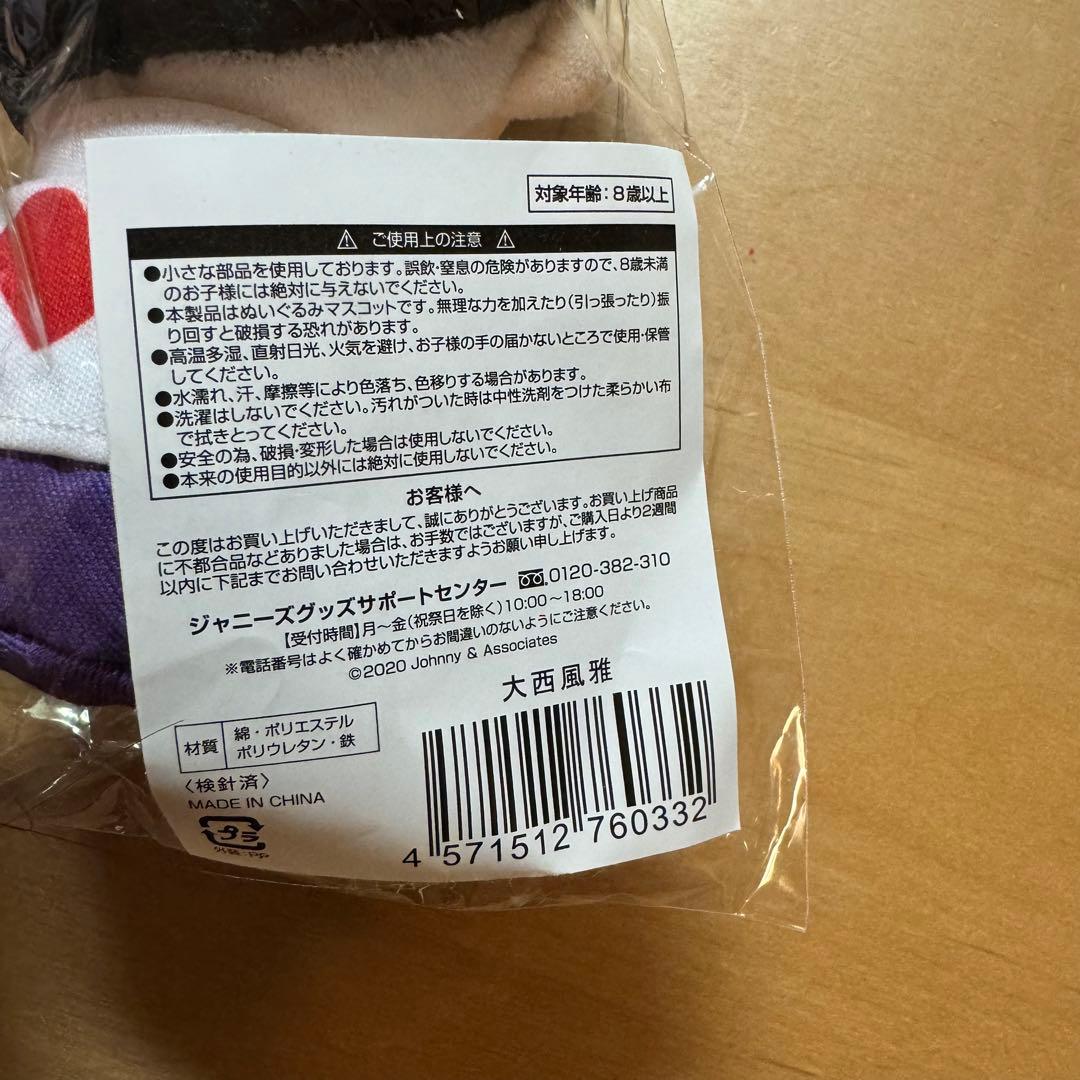 対象年齢：8歳以上
⚠ ご使用上の注意 ⚠
●小さな部品を使用しております。誤飲・窒息の危険がありますので、8歳未満
のお子様には絶対に与えないでください。
●本製品はぬいぐるみマスコットです。無理な力を加えたり（引っ張ったり）振
り回すと破損する恐れがあります。
●高温多湿、直射日光、火気を避け、お子様の手の届かないところで使用・保管
してください。
●水濡れ、汗、摩擦等により色落ち、色移りする場合があります。
●洗濯はしないでください。汚れがついた時は中性洗剤をつけた柔らかい布
で拭きとってください。
●安全の為、破損・変形した場合は使用しないでください。
●本来の使用目的以外には絶対に使用しないでください。
お客様へ
この度はお買い上げいただきまして、誠にありがとうございます。お買い上げ商品
に不都合品などありました場合は、お手数ではございますが、ご購入日より2週間
以内に下記までお問い合わせいただきますようお願い申し上げます。
ジャニーズグッズサポートセンター 0120-382-310
【受付時間】月〜金（祝祭日を除く）10:00〜18:00
※電話番号はよく確かめてからお間違いのないようにご注意ください。
©2020 Johnny & Associates
大西風雅
材質 綿・ポリエステル
ポリウレタン・鉄
〈検針済〉
MADE IN CHINA
プラ
外装：PP
4 571512 760332